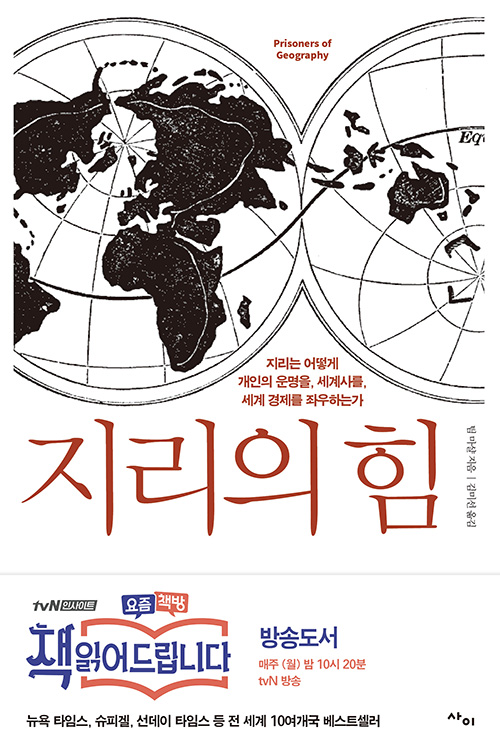 Prisoners of
Geography
Equ
지리는 어떻게
개인의 운명을, 세계사를,
세계 경제를 좌우하는가
지리의 힘
팀 마샬 지음 | 김미선 옮김
tvN 인사이트
요즘책방
책 읽어드립니다
방송도서
매주 (월) 밤 10시 20분
tvN 방송
뉴욕 타임스, 슈피겔, 선데이 타임스 등 전 세계 10여개국 베스트셀러
사이